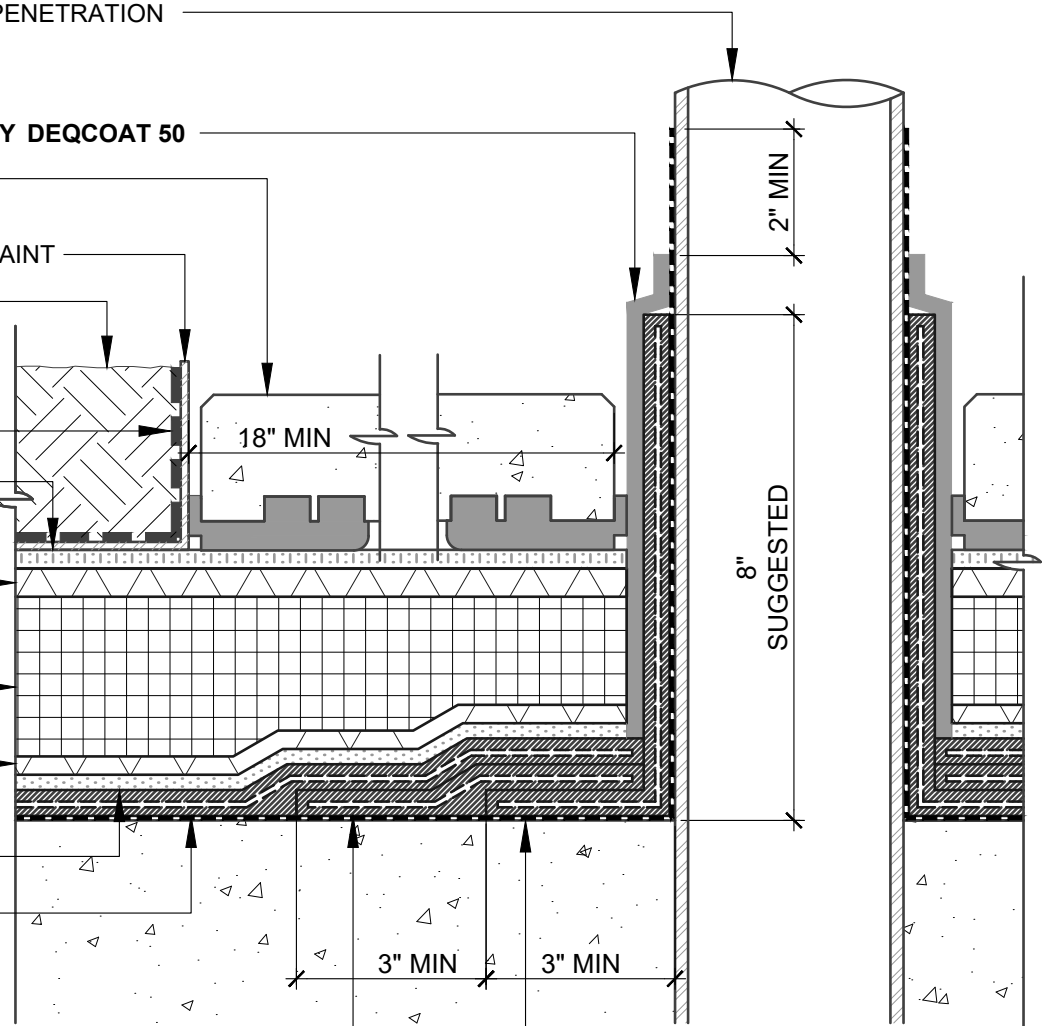 PENETRATION
Y DEQCOAT 50
AINT
2" MIN
18" MIN
8"
SUGGESTED
3" MIN
3" MIN